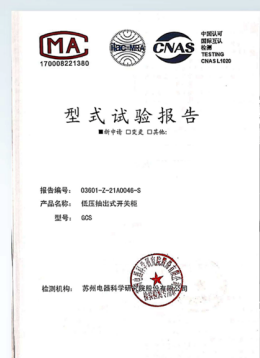 MA
170008221380
ilac-MRA
CNAS
中国认可
国际互认
检测
TESTING
CNAS L1020
型式试验报告
■新申请 □变更 □其他:
报告编号: 03601-Z-21A0046-S
产品名称: 低压抽出式开关柜
型号: GCS
检测机构: 苏州电器科学研究院股份有限公司